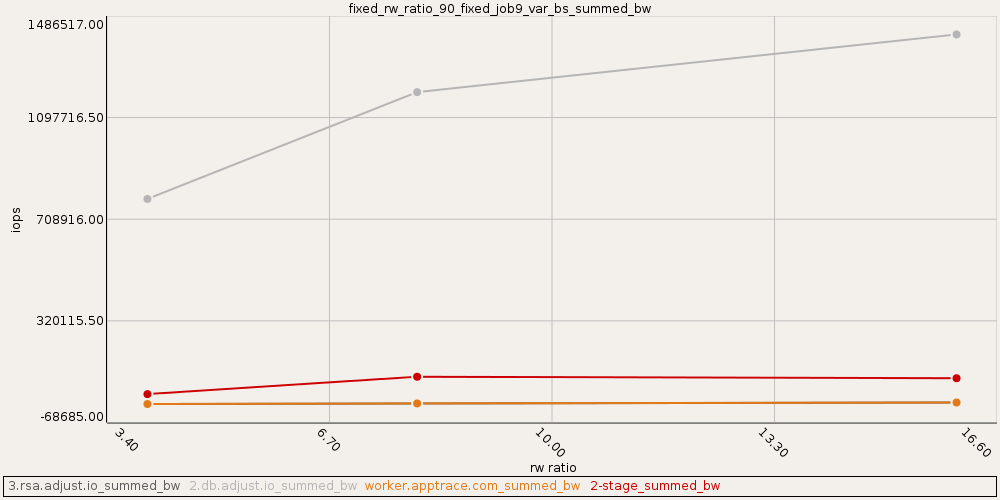 fixed_rw_ratio_90_fixed_job9_var_bs_summed_bw
1486517.00
1097716.50
708916.00
320115.50
-68685.00
iops
3.40 6.70 10.00 13.30 16.60
rw ratio
3.rsa.adjust.io_summed_bw 2.db.adjust.io_summed_bw worker.apptrace.com_summed_bw 2-stage_summed_bw